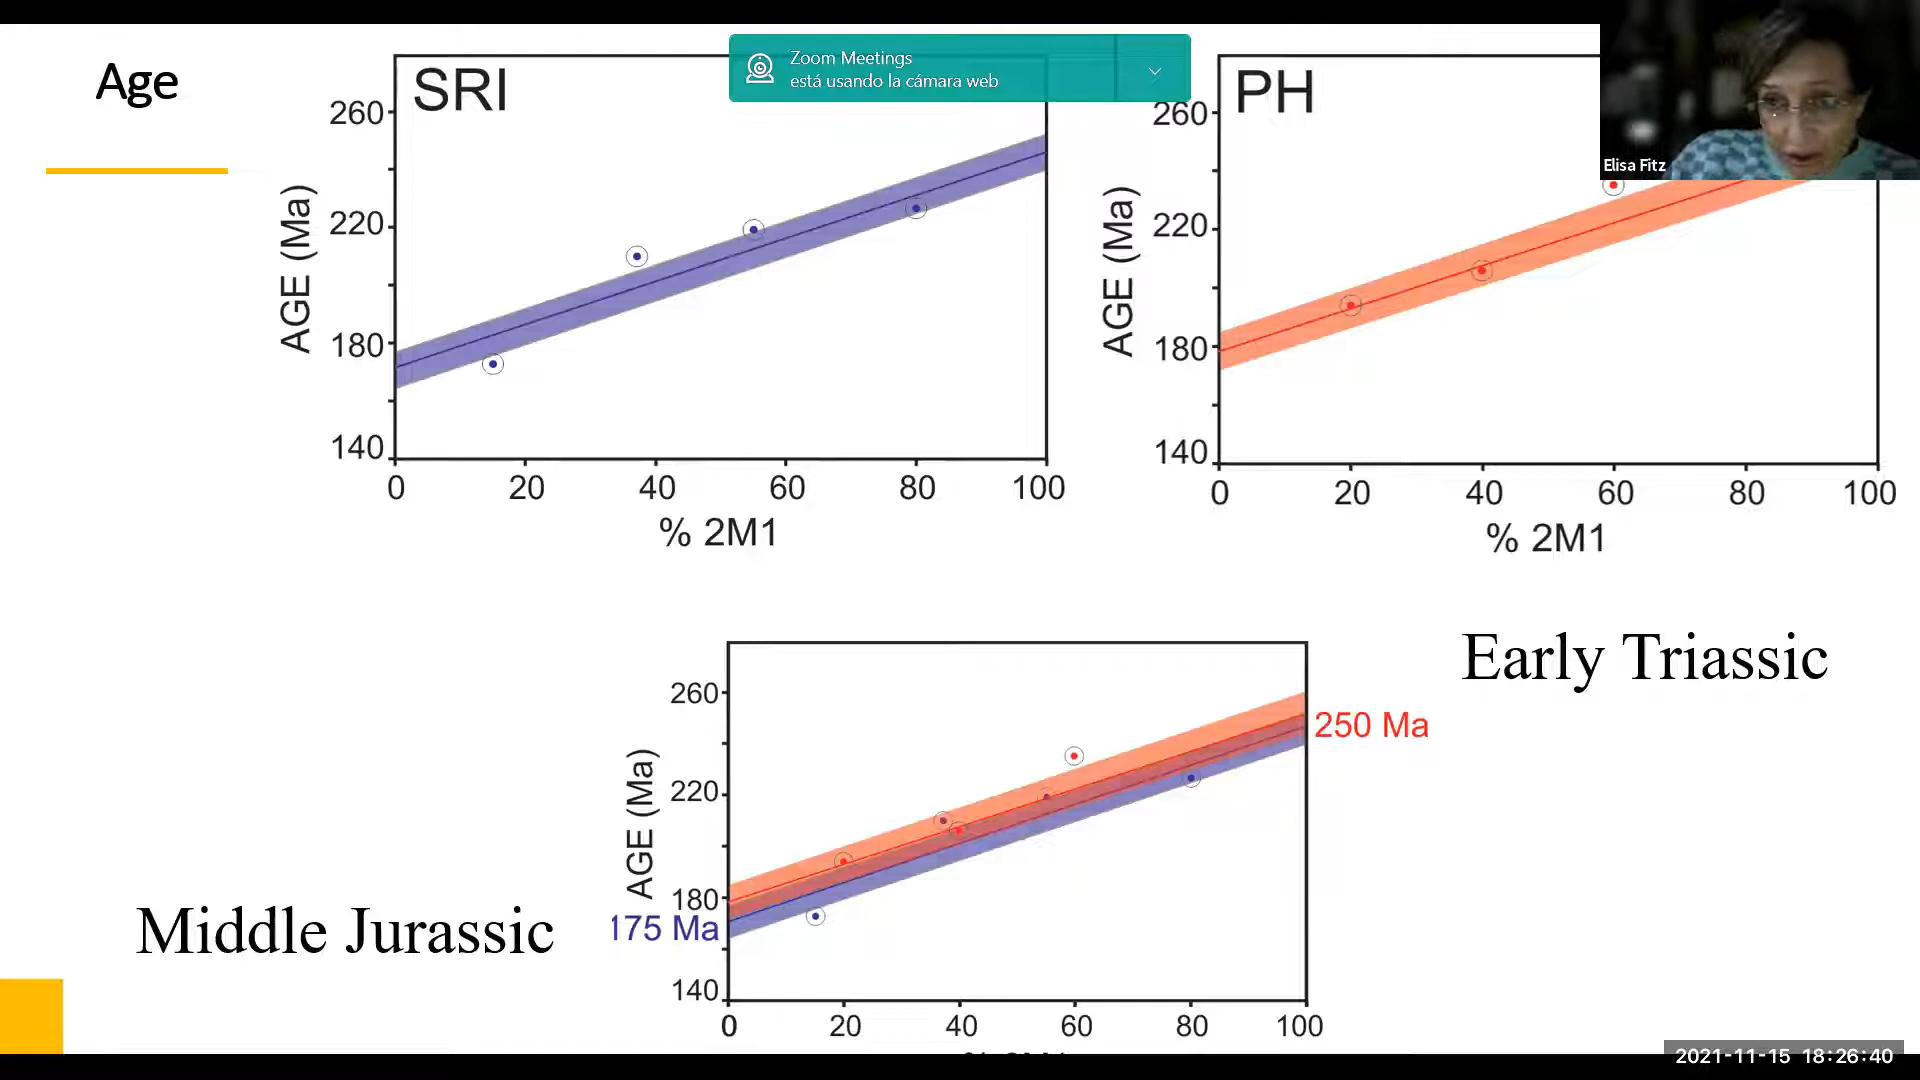 Age
SRI
Zoom Meetings
está usando la cámara web
PH
Elisa Fitz
260
220
180
140
AGE (Ma)
0 20 40 60 80 100
% 2M1
260
220
180
140
AGE (Ma)
0 20 40 60 80 100
% 2M1
Early Triassic
260
220
180
140
AGE (Ma)
250 Ma
175 Ma
Middle Jurassic
0 20 40 60 80 100
2021-11-15 18:26:40